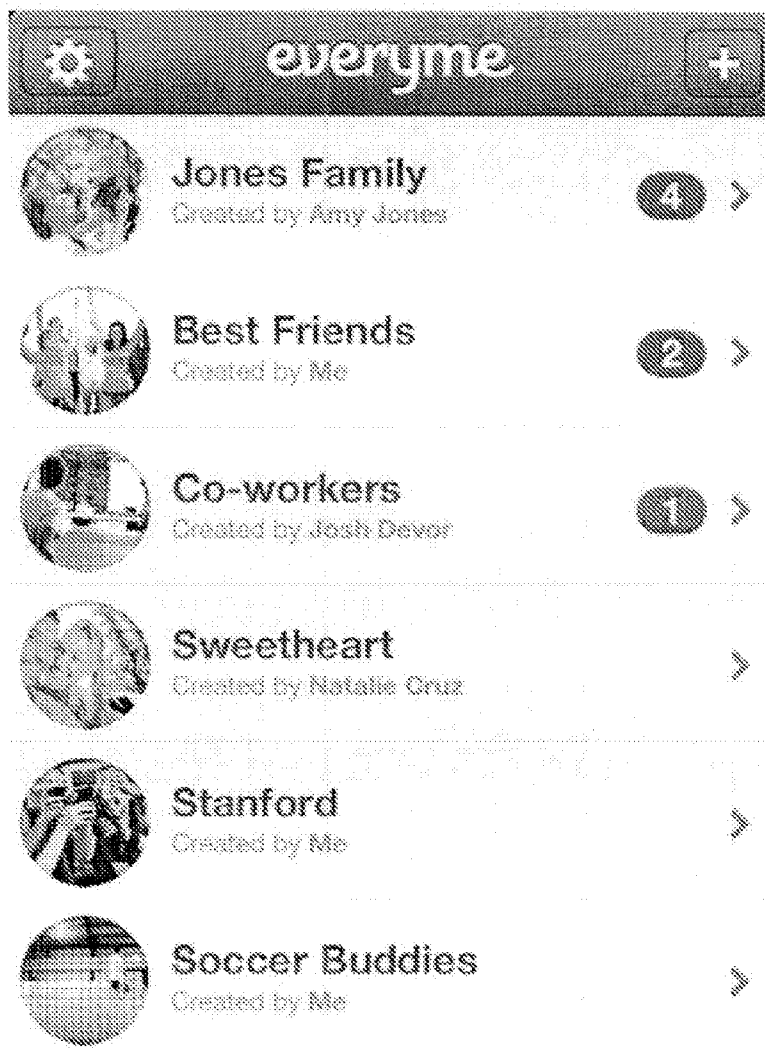 everyme
+
Jones Family
Created by Amy Jones
4
Best Friends
Created by Me
2
Co-workers
Created by Josh Devor
1
Sweetheart
Created by Natalie Cruz
Stanford
Created by Me
Soccer Buddies
Created by Me